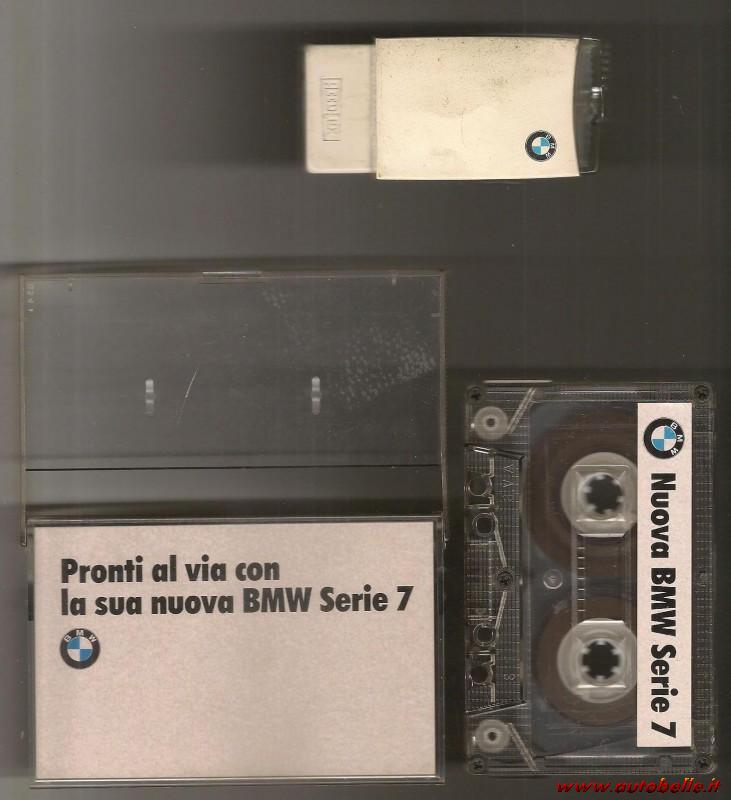 BMW
Pronti al via con
la sua nuova BMW Serie 7
BMW
BMW
Nuova BMW Serie 7
www.autobelle.it